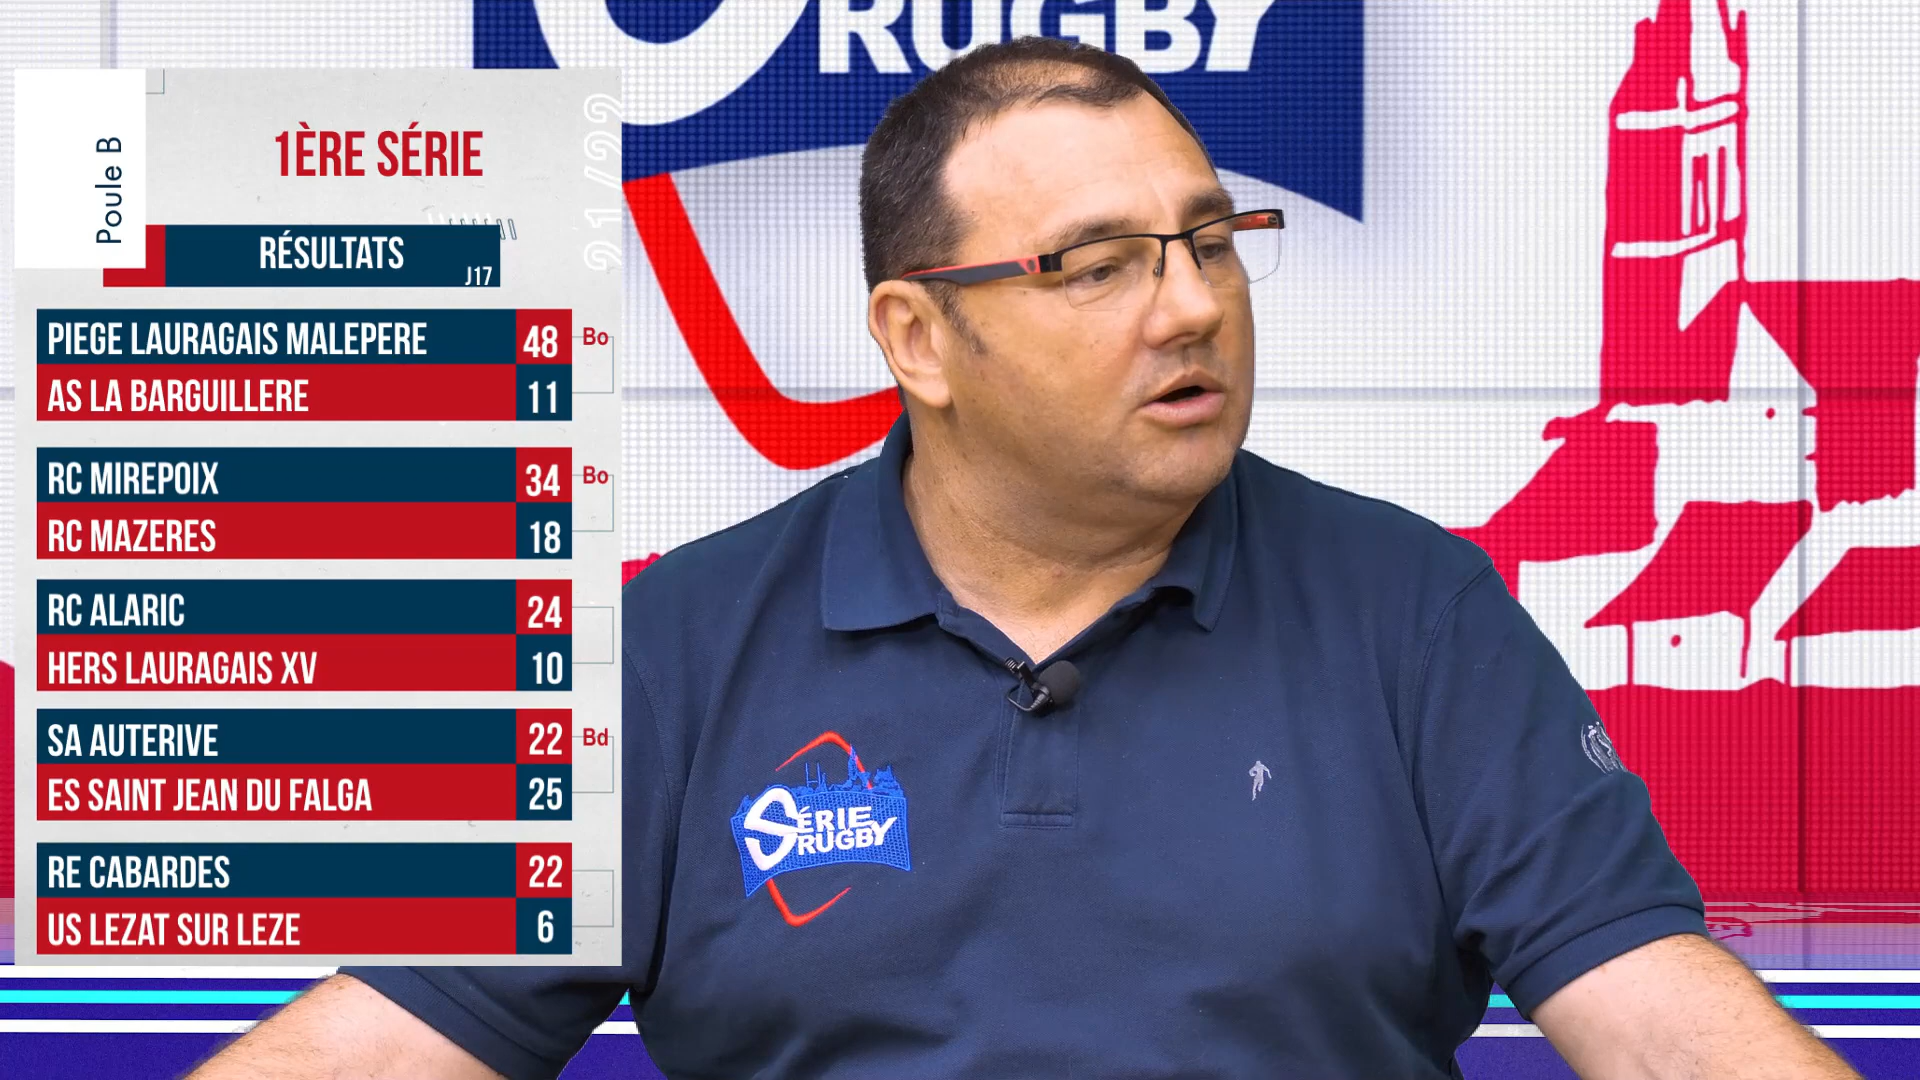 RUGBY
21/22
Poule B
1ÈRE SÉRIE
RÉSULTATS
J17
PIEGE LAURAGAIS MALEPERE 48 Bo
AS LA BARGUILLERE 11
RC MIREPOIX 34 Bo
RC MAZERES 18
RC ALARIC 24
HERS LAURAGAIS XV 10
SA AUTERIVE 22 Bd
ES SAINT JEAN DU FALGA 25
RE CABARDES 22
US LEZAT SUR LEZE 6
SÉRIE
RUGBY